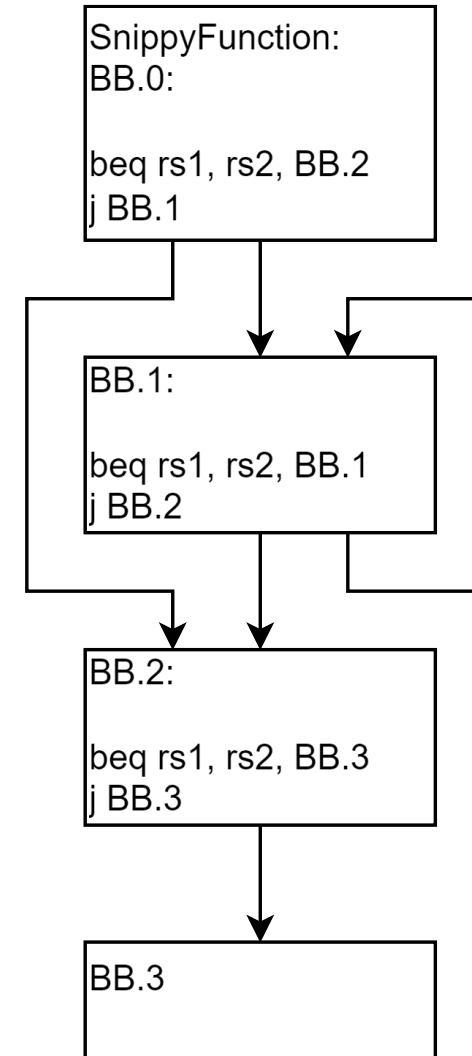 SnippyFunction:
BB.0:
beq rs1, rs2, BB.2
j BB.1
BB.1:
beq rs1, rs2, BB.1
j BB.2
BB.2:
beq rs1, rs2, BB.3
j BB.3
BB.3